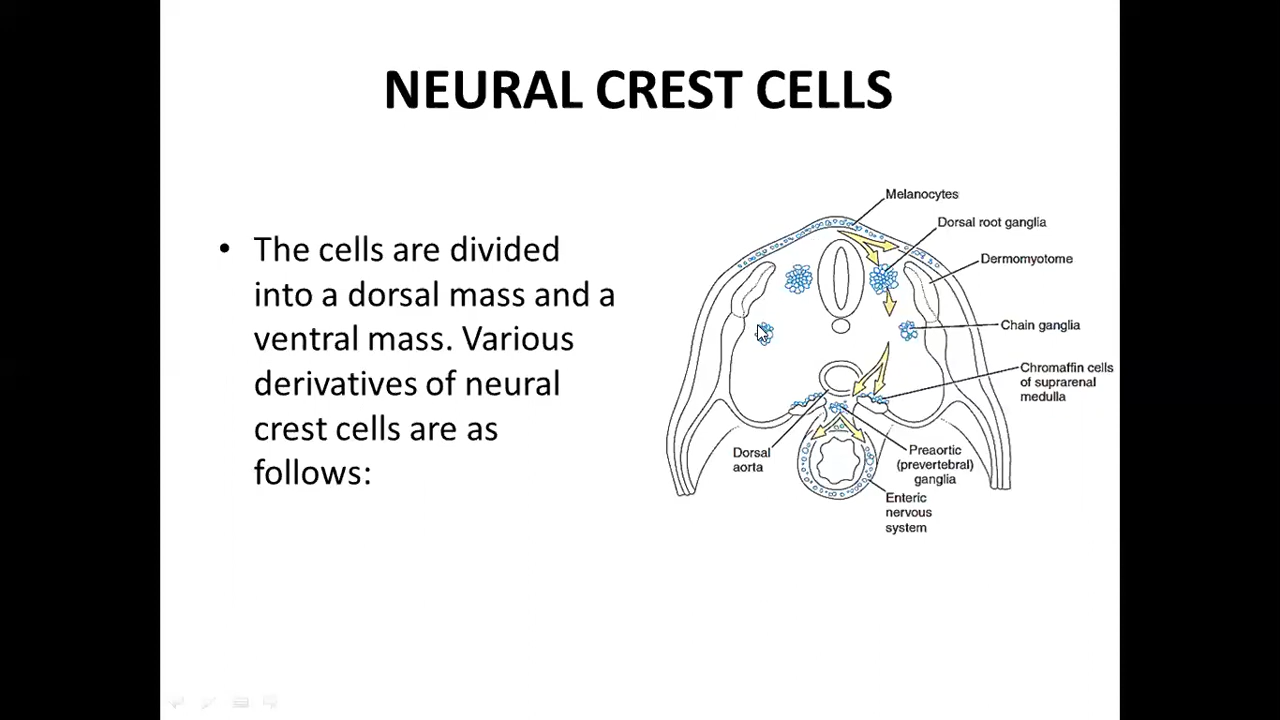 NEURAL CREST CELLS
• The cells are divided
into a dorsal mass and a
ventral mass. Various
derivatives of neural
crest cells are as
follows:
Melanocytes
Dorsal root ganglia
Dermomyotome
Chain ganglia
Chromaffin cells
of suprarenal
medulla
Dorsal
aorta
Preaortic
(prevertebral)
ganglia
Enteric
nervous
system